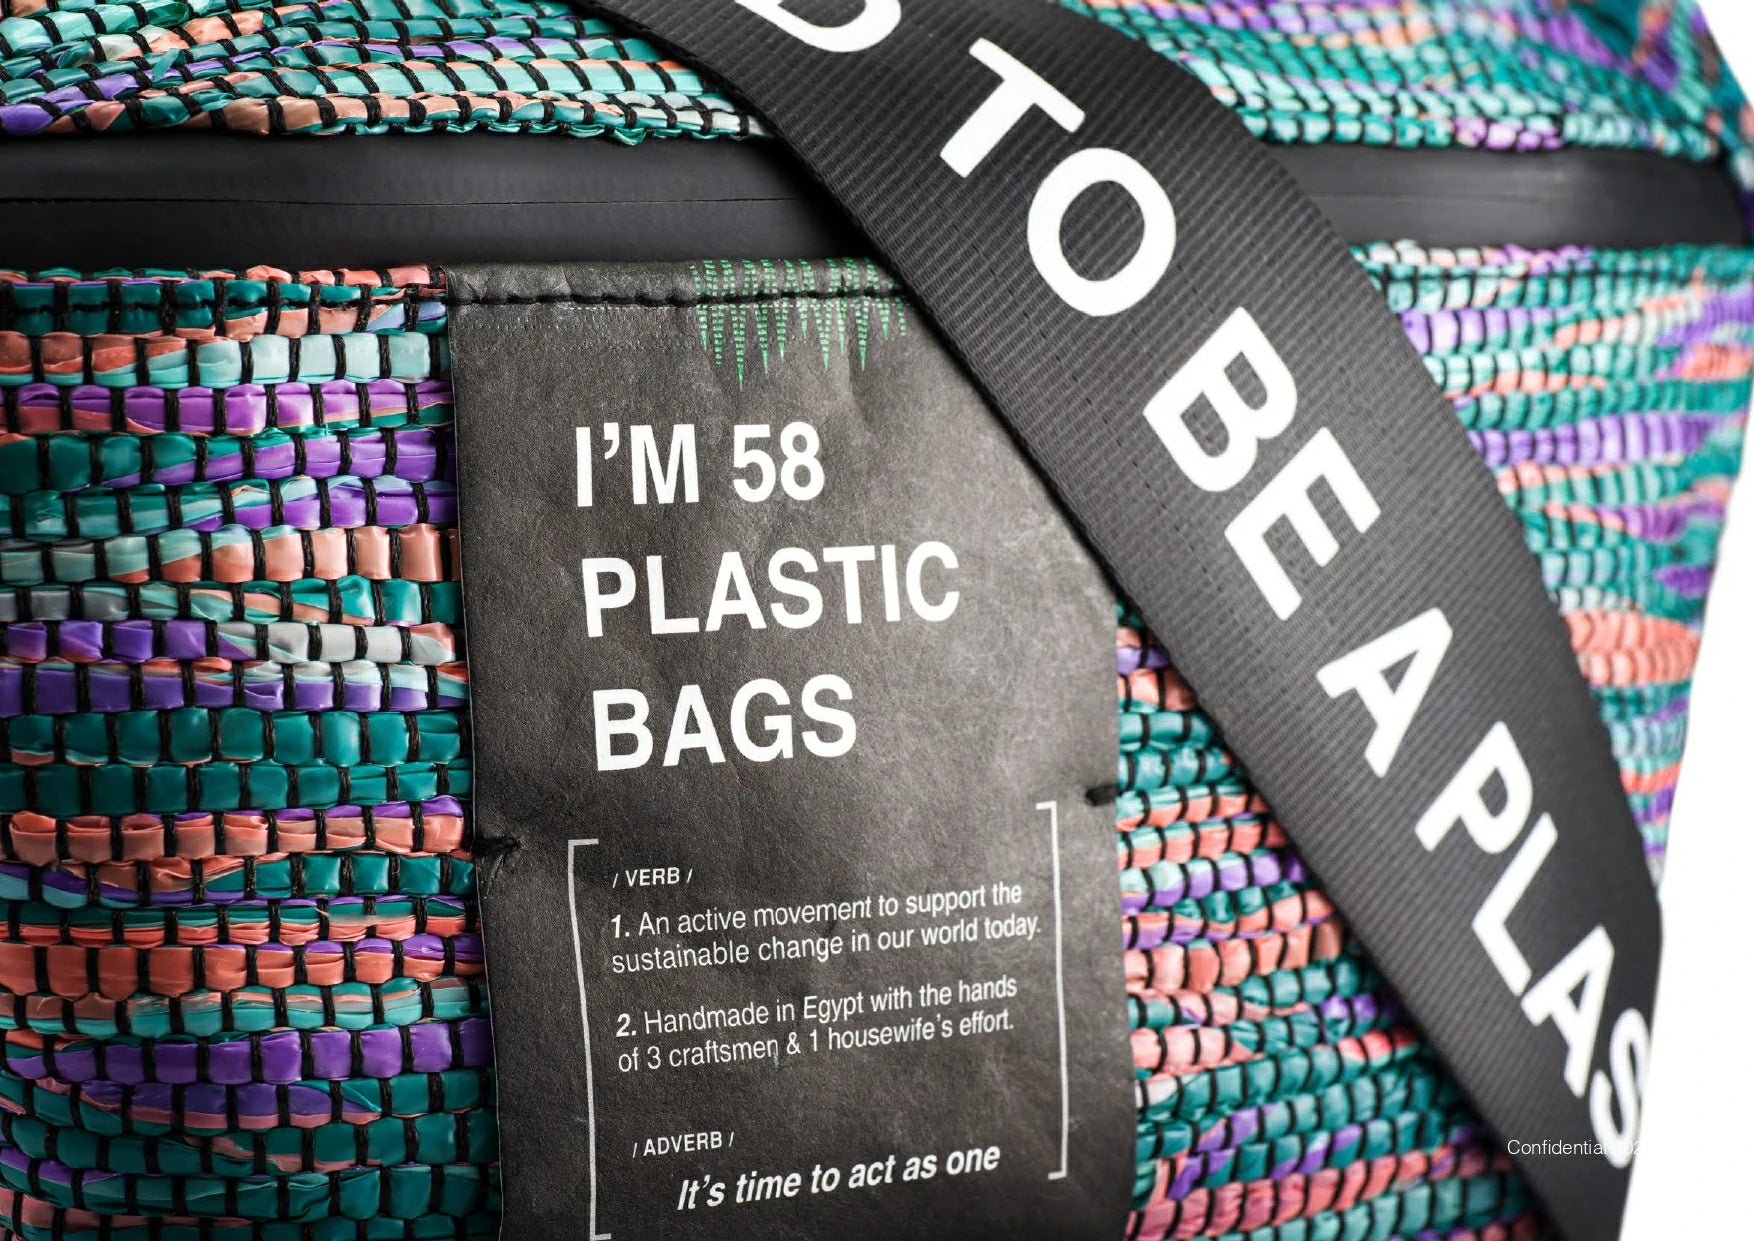 D TO BE A PLAS
I'M 58
PLASTIC
BAGS
/ VERB /
1. An active movement to support the
sustainable change in our world today.
2. Handmade in Egypt with the hands
of 3 craftsmen & 1 housewife's effort.
/ ADVERB /
It's time to act as one
Confidential